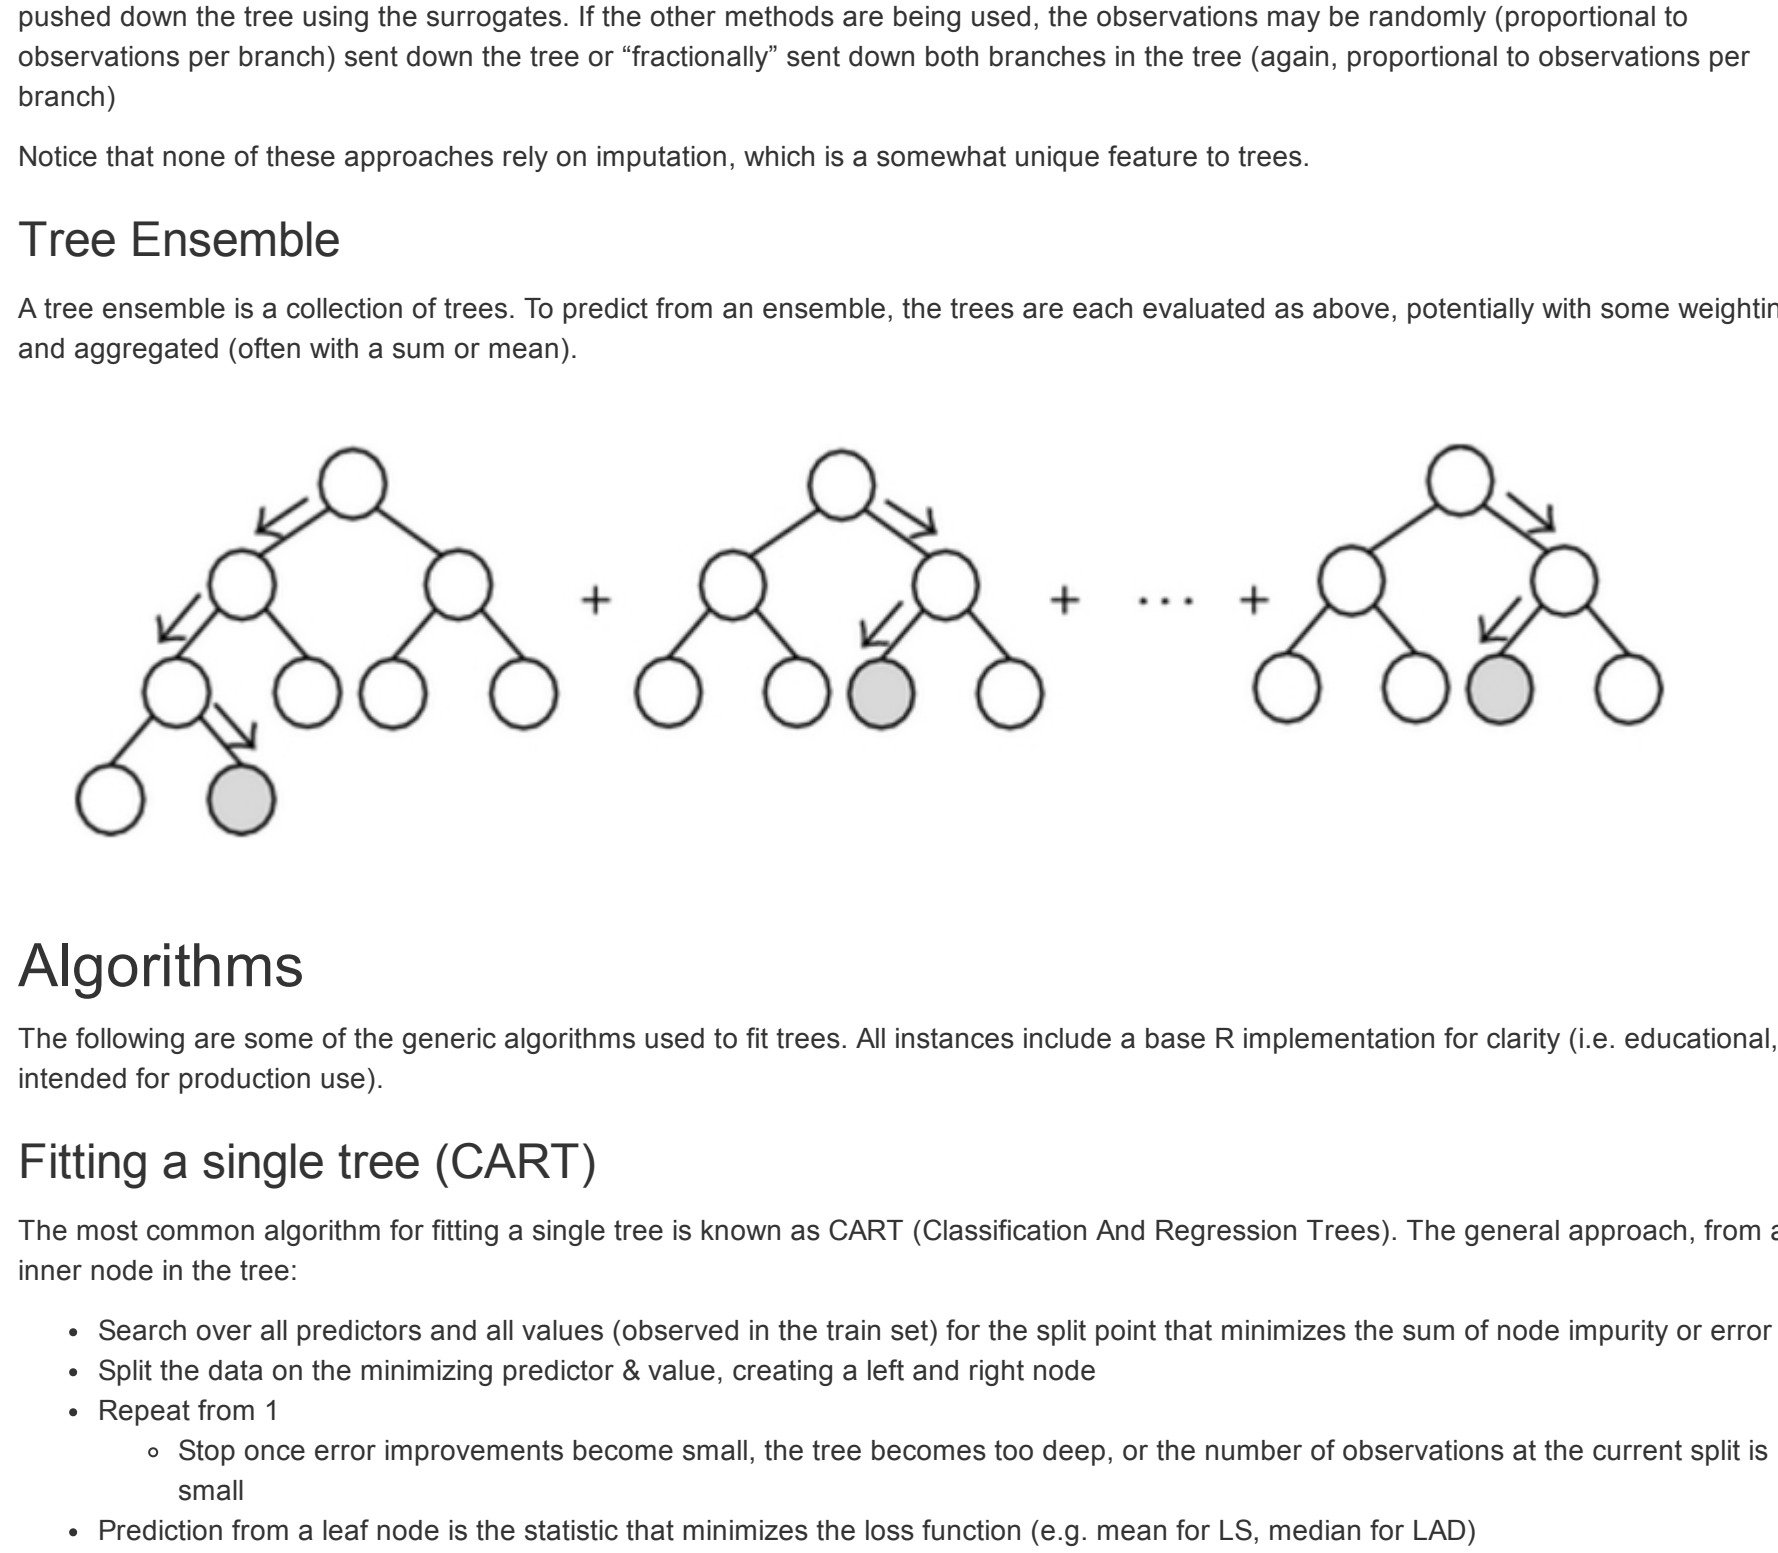 pushed down the tree using the surrogates. If the other methods are being used, the observations may be randomly (proportional to
observations per branch) sent down the tree or “fractionally” sent down both branches in the tree (again, proportional to observations per
branch)
Notice that none of these approaches rely on imputation, which is a somewhat unique feature to trees.
Tree Ensemble
A tree ensemble is a collection of trees. To predict from an ensemble, the trees are each evaluated as above, potentially with some weightin
and aggregated (often with a sum or mean).
+ + ... +
Algorithms
The following are some of the generic algorithms used to fit trees. All instances include a base R implementation for clarity (i.e. educational,
intended for production use).
Fitting a single tree (CART)
The most common algorithm for fitting a single tree is known as CART (Classification And Regression Trees). The general approach, from a
inner node in the tree:
• Search over all predictors and all values (observed in the train set) for the split point that minimizes the sum of node impurity or error
• Split the data on the minimizing predictor & value, creating a left and right node
• Repeat from 1
◦ Stop once error improvements become small, the tree becomes too deep, or the number of observations at the current split is
small
• Prediction from a leaf node is the statistic that minimizes the loss function (e.g. mean for LS, median for LAD)